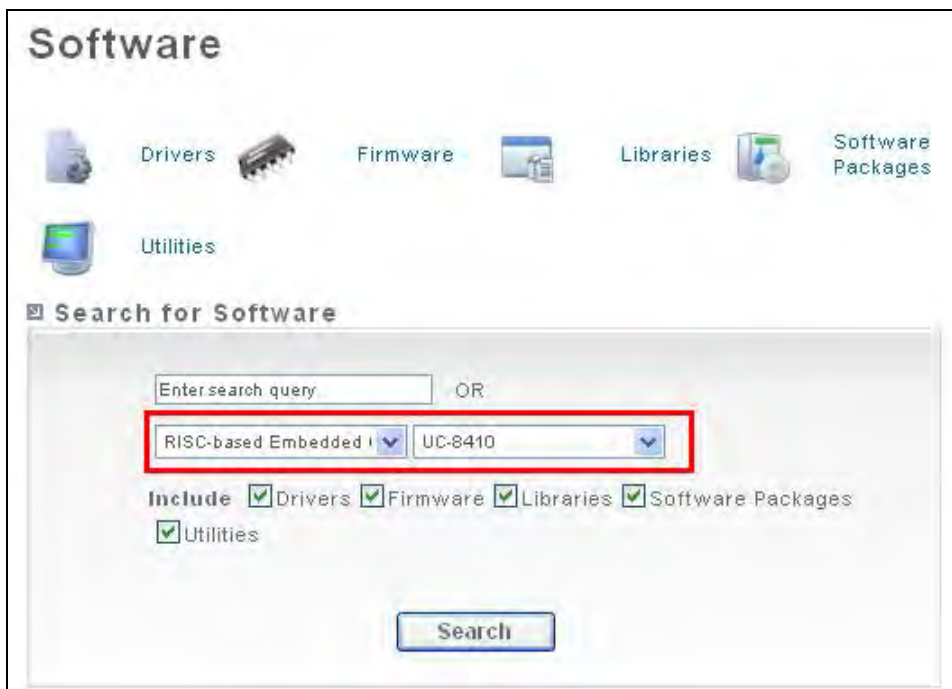 Software
Drivers Firmware Libraries Software Packages
Utilities
Search for Software
Enter search query OR
RISC-based Embedded UC-8410
Include Drivers Firmware Libraries Software Packages
Utilities
Search